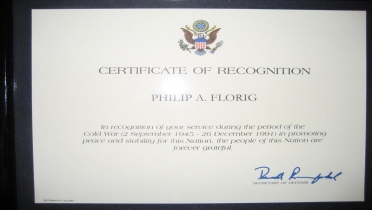 CERTIFICATE OF RECOGNITION
PHILIP A. FLORIG
In recognition of your service during the period of the
Cold War (2 September 1945 - 26 December 1991) in promoting
peace and stability for this Nation, the people of this Nation are
forever grateful.
SECRETARY OF DEFENSE